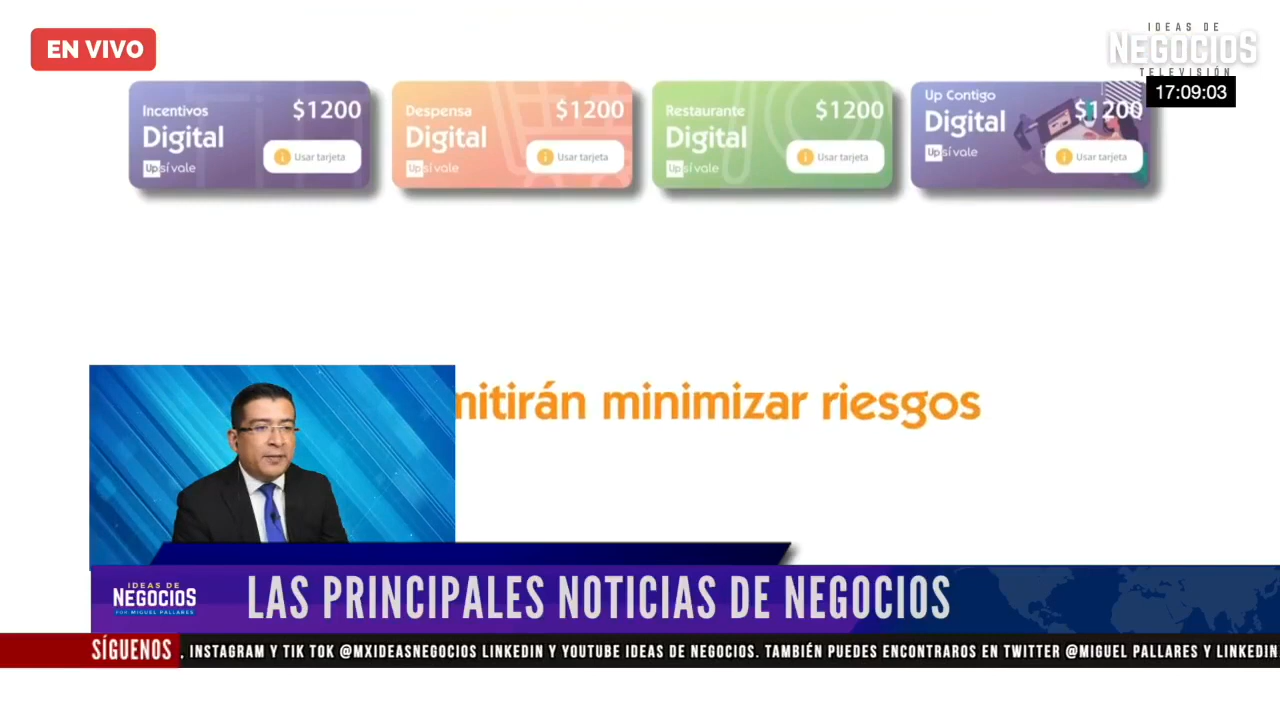 EN VIVO
IDEAS DE
NEGOCIOS
TELEVISIÓN
17:09:03
Incentivos
$1200
Digital
Usar tarjeta
Up sí vale
Despensa
$1200
Digital
Usar tarjeta
Up sí vale
Restaurante
$1200
Digital
Usar tarjeta
Up sí vale
Up Contigo
$1200
Digital
Usar tarjeta
Up sí vale
mitirán minimizar riesgos
IDEAS DE
NEGOCIOS
POR MIGUEL PALLARES
LAS PRINCIPALES NOTICIAS DE NEGOCIOS
SÍGUENOS
, INSTAGRAM Y TIK TOK @MXIDEASNEGOCIOS LINKEDIN Y YOUTUBE IDEAS DE NEGOCIOS. TAMBIÉN PUEDES ENCONTRAROS EN TWITTER @MIGUEL PALLARES Y LINKEDIN